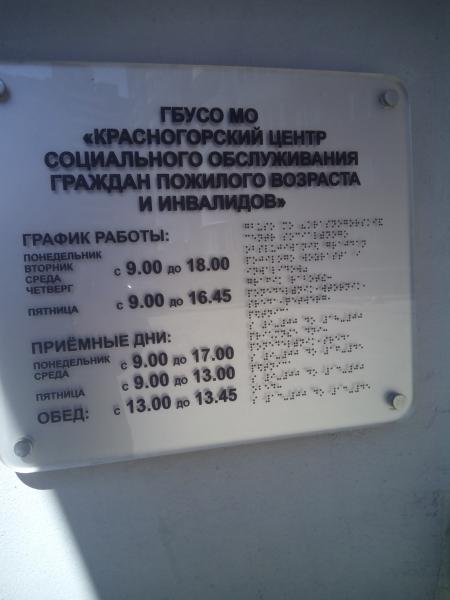 ГБУСО МО
«КРАСНОГОРСКИЙ ЦЕНТР
СОЦИАЛЬНОГО ОБСЛУЖИВАНИЯ
ГРАЖДАН ПОЖИЛОГО ВОЗРАСТА
И ИНВАЛИДОВ»
ГРАФИК РАБОТЫ:
ПОНЕДЕЛЬНИК
ВТОРНИК
СРЕДА
ЧЕТВЕРГ
с 9.00 до 18.00
ПЯТНИЦА с 9.00 до 16.45
ПРИЁМНЫЕ ДНИ:
ПОНЕДЕЛЬНИК
СРЕДА
с 9.00 до 17.00
ПЯТНИЦА с 9.00 до 13.00
ОБЕД: с 13.00 до 13.45